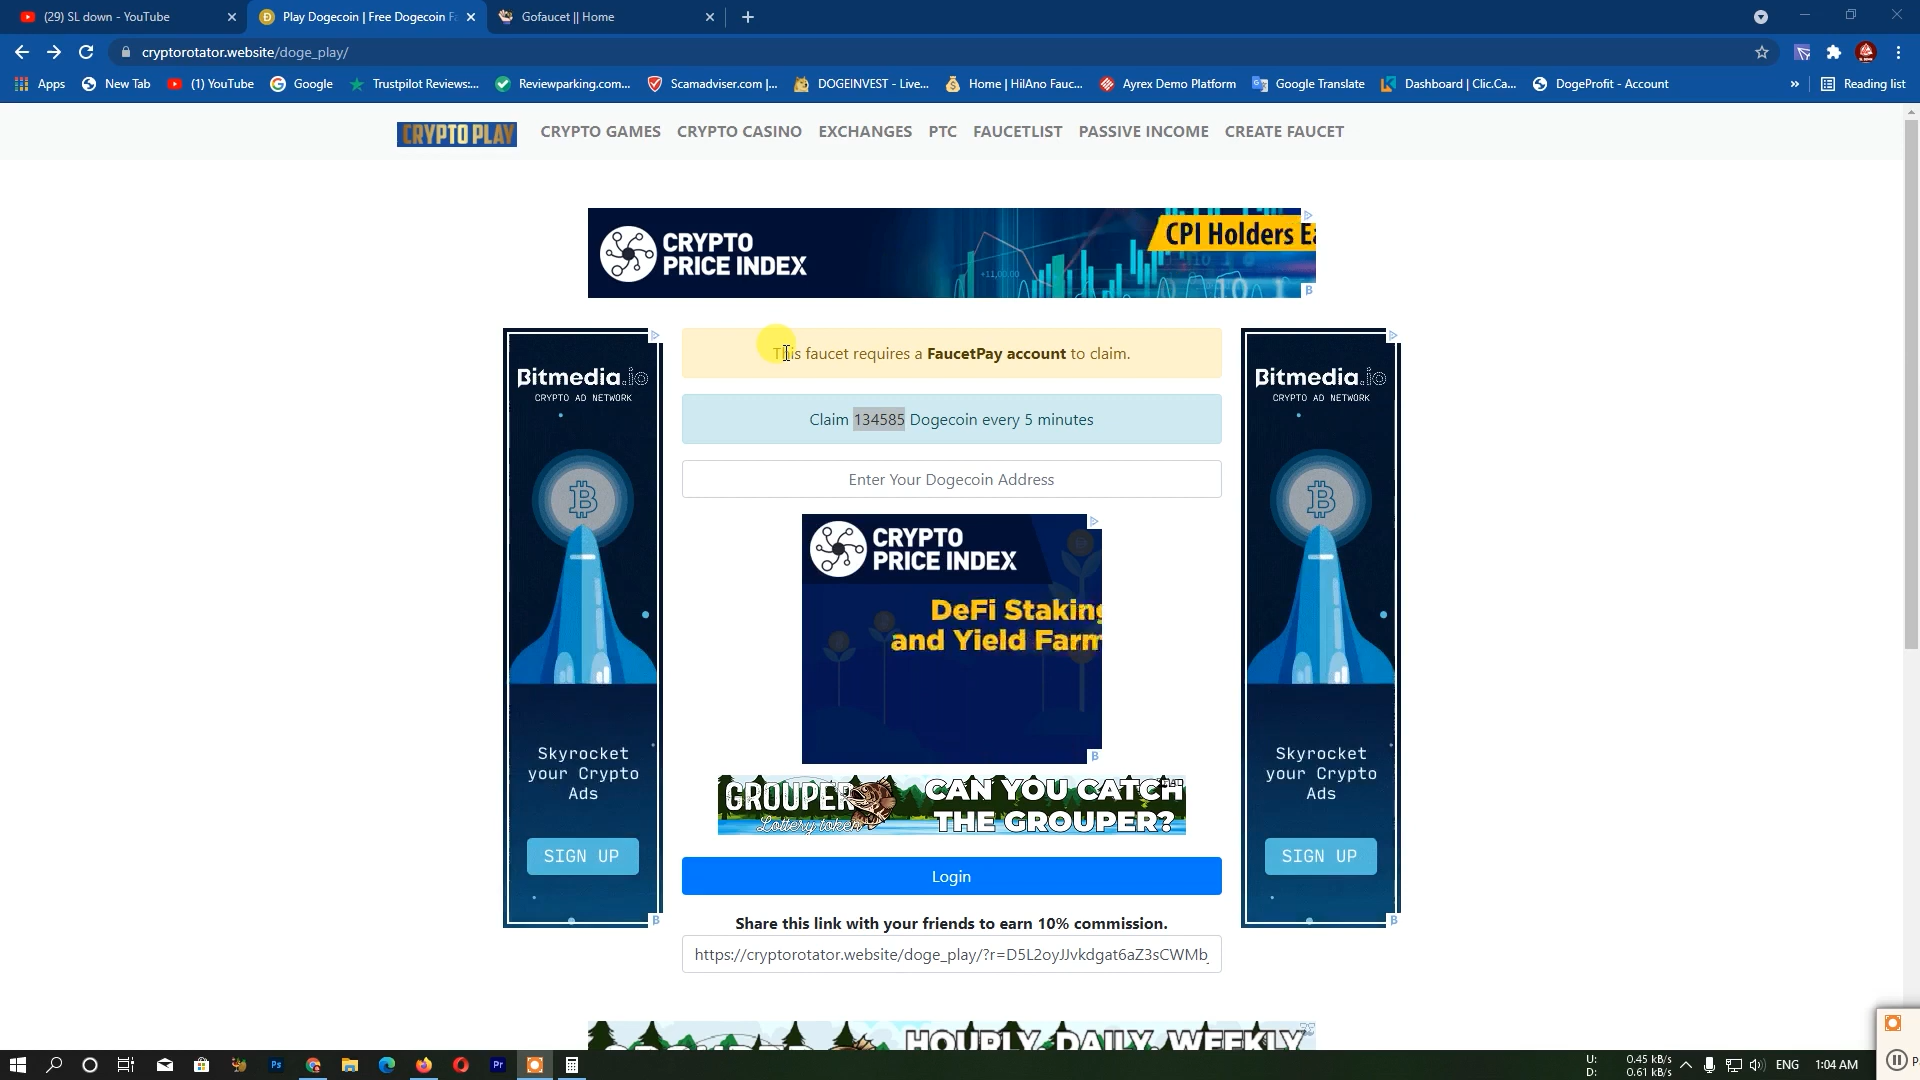 (29) SL down - YouTube
Play Dogecoin | Free Dogecoin Fa
Gofaucet || Home
cryptorotator.website/doge_play/
Apps
New Tab
(1) YouTube
Google
Trustpilot Reviews:...
Reviewparking.com...
Scamadviser.com |...
DOGEINVEST - Live...
Home | HilAno Fauc...
Ayrex Demo Platform
Google Translate
Dashboard | Clic.Ca...
DogeProfit - Account
»
Reading list
CRYPTO PLAY
CRYPTO GAMES
CRYPTO CASINO
EXCHANGES
PTC
FAUCETLIST
PASSIVE INCOME
CREATE FAUCET
CRYPTO
PRICE INDEX
CPI Holders Ea
+11,00.00
This faucet requires a FaucetPay account to claim.
Claim 134585 Dogecoin every 5 minutes
Enter Your Dogecoin Address
Bitmedia.io
CRYPTO AD NETWORK
Skyrocket
your Crypto
Ads
SIGN UP
CRYPTO
PRICE INDEX
DeFi Staking
and Yield Farm
GROUPER
Lottery token
CAN YOU CATCH
THE GROUPER?
Login
Share this link with your friends to earn 10% commission.
https://cryptorotator.website/doge_play/?r=D5L2oyJJvkdgat6aZ3sCWMb
Bitmedia.io
CRYPTO AD NETWORK
Skyrocket
your Crypto
Ads
SIGN UP
HOURLY, DAILY, WEEKLY
Ps
Pr
U: 0.45 kB/s
D: 0.61 kB/s
ENG
1:04 AM
P